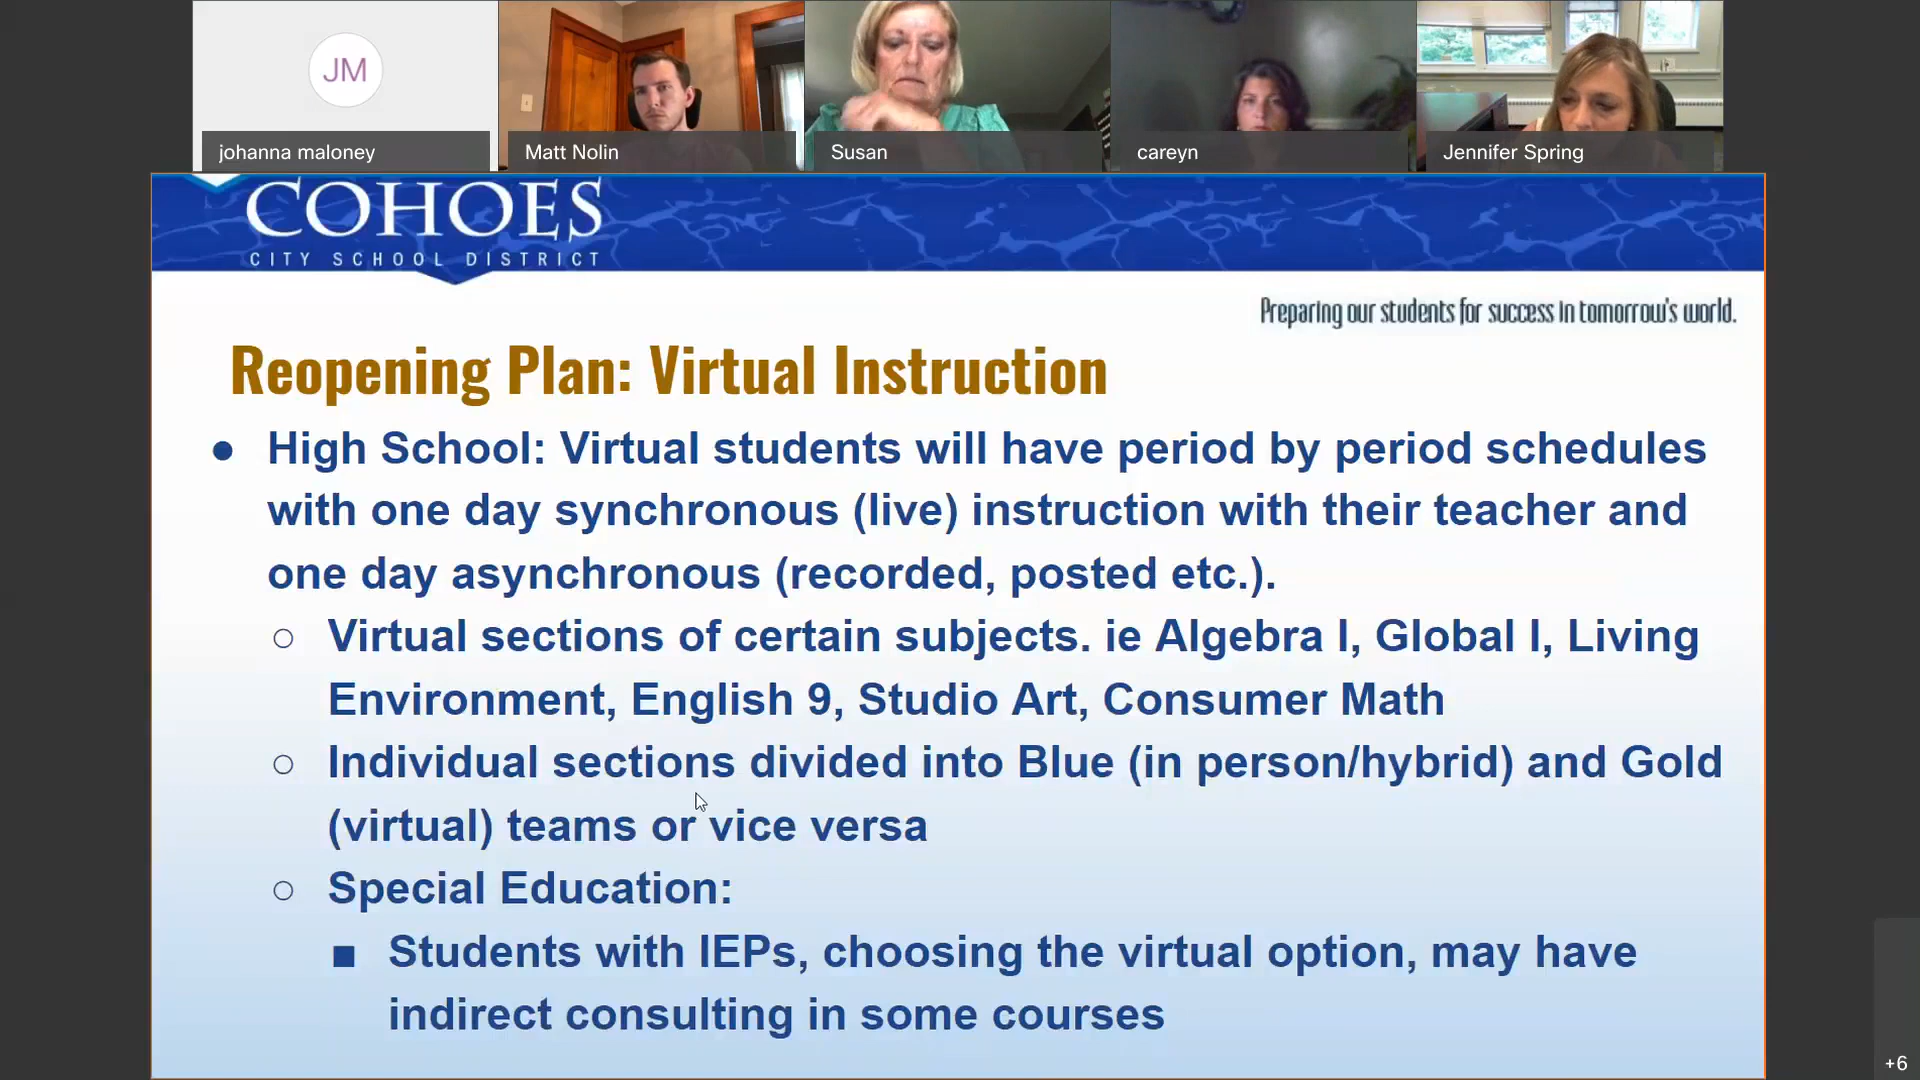 JM
johanna maloney
Matt Nolin
Susan
careyn
Jennifer Spring
COHOES
CITY SCHOOL DISTRICT
Preparing our students for success in tomorrow's world.
Reopening Plan: Virtual Instruction
● High School: Virtual students will have period by period schedules
with one day synchronous (live) instruction with their teacher and
one day asynchronous (recorded, posted etc.).
○ Virtual sections of certain subjects. ie Algebra I, Global I, Living
Environment, English 9, Studio Art, Consumer Math
○ Individual sections divided into Blue (in person/hybrid) and Gold
(virtual) teams or vice versa
○ Special Education:
■ Students with IEPs, choosing the virtual option, may have
indirect consulting in some courses
+6